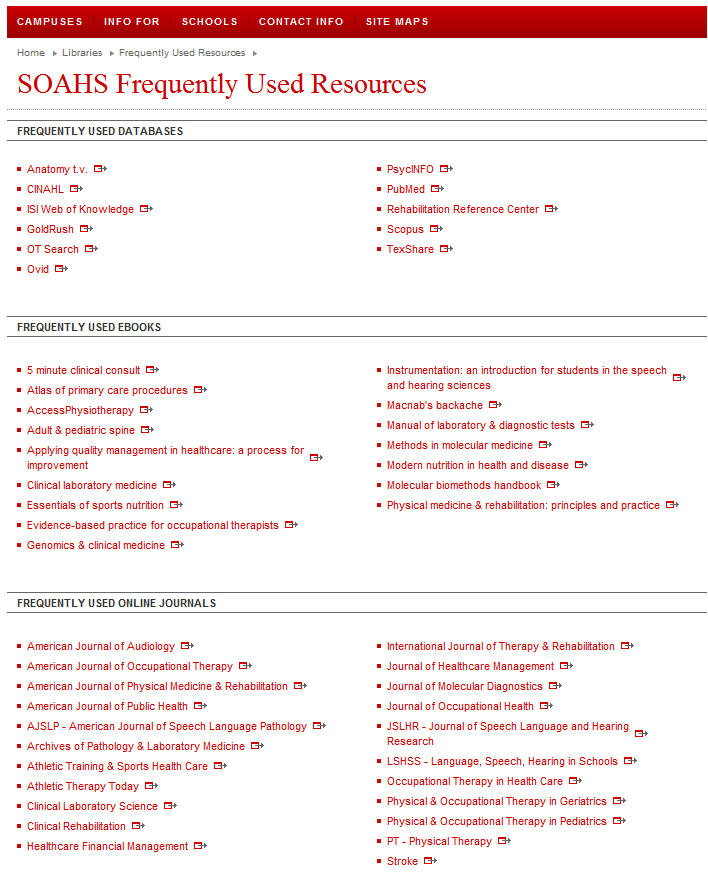 CAMPUSES INFO FOR SCHOOLS CONTACT INFO SITE MAPS
Home Libraries Frequently Used Resources
SOAHS Frequently Used Resources
FREQUENTLY USED DATABASES
Anatomy t.v.
CINAHL
ISI Web of Knowledge
GoldRush
OT Search
Ovid
PsycINFO
PubMed
Rehabilitation Reference Center
Scopus
TexShare
FREQUENTLY USED EBOOKS
5 minute clinical consult
Atlas of primary care procedures
AccessPhysiotherapy
Adult & pediatric spine
Applying quality management in healthcare: a process for
improvement
Clinical laboratory medicine
Essentials of sports nutrition
Evidence-based practice for occupational therapists
Genomics & clinical medicine
Instrumentation: an introduction for students in the speech
and hearing sciences
Macnab's backache
Manual of laboratory & diagnostic tests
Methods in molecular medicine
Modern nutrition in health and disease
Molecular biomethods handbook
Physical medicine & rehabilitation: principles and practice
FREQUENTLY USED ONLINE JOURNALS
American Journal of Audiology
American Journal of Occupational Therapy
American Journal of Physical Medicine & Rehabilitation
American Journal of Public Health
AJSLP - American Journal of Speech Language Pathology
Archives of Pathology & Laboratory Medicine
Athletic Training & Sports Health Care
Athletic Therapy Today
Clinical Laboratory Science
Clinical Rehabilitation
Healthcare Financial Management
International Journal of Therapy & Rehabilitation
Journal of Healthcare Management
Journal of Molecular Diagnostics
Journal of Occupational Health
JSLHR - Journal of Speech Language and Hearing
Research
LSHSS - Language, Speech, Hearing in Schools
Occupational Therapy in Health Care
Physical & Occupational Therapy in Geriatrics
Physical & Occupational Therapy in Pediatrics
PT - Physical Therapy
Stroke